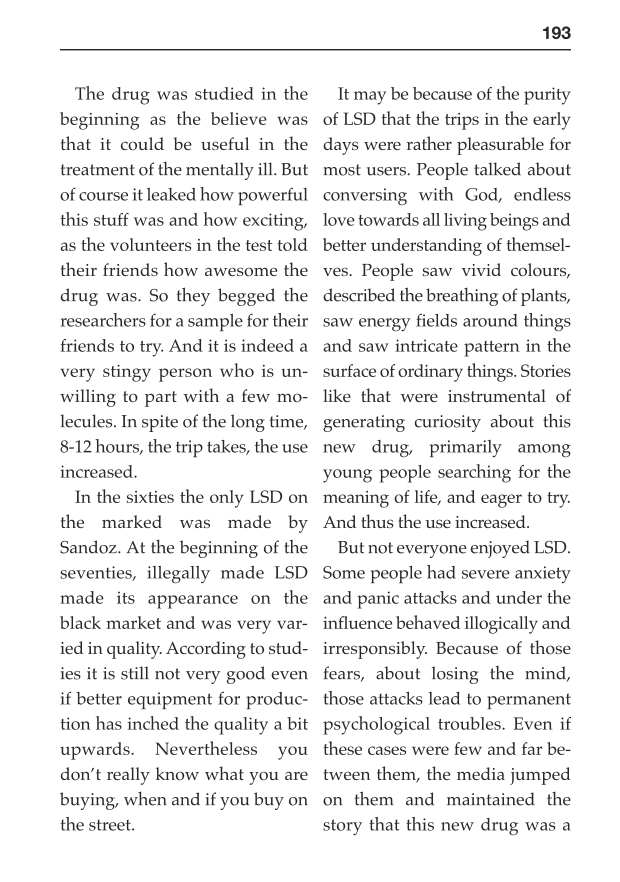 193
The drug was studied in the
beginning as the believe was
that it could be useful in the
treatment of the mentally ill. But
of course it leaked how powerful
this stuff was and how exciting,
as the volunteers in the test told
their friends how awesome the
drug was. So they begged the
researchers for a sample for their
friends to try. And it is indeed a
very stingy person who is un-
willing to part with a few mo-
lecules. In spite of the long time,
8-12 hours, the trip takes, the use
increased.
In the sixties the only LSD on
the marked was made by
Sandoz. At the beginning of the
seventies, illegally made LSD
made its appearance on the
black market and was very var-
ied in quality. According to stud-
ies it is still not very good even
if better equipment for produc-
tion has inched the quality a bit
upwards. Nevertheless you
don't really know what you are
buying, when and if you buy on
the street.
It may be because of the purity
of LSD that the trips in the early
days were rather pleasurable for
most users. People talked about
conversing with God, endless
love towards all living beings and
better understanding of themsel-
ves. People saw vivid colours,
described the breathing of plants,
saw energy fields around things
and saw intricate pattern in the
surface of ordinary things. Stories
like that were instrumental of
generating curiosity about this
new drug, primarily among
young people searching for the
meaning of life, and eager to try.
And thus the use increased.
But not everyone enjoyed LSD.
Some people had severe anxiety
and panic attacks and under the
influence behaved illogically and
irresponsibly. Because of those
fears, about losing the mind,
those attacks lead to permanent
psychological troubles. Even if
these cases were few and far be-
tween them, the media jumped
on them and maintained the
story that this new drug was a